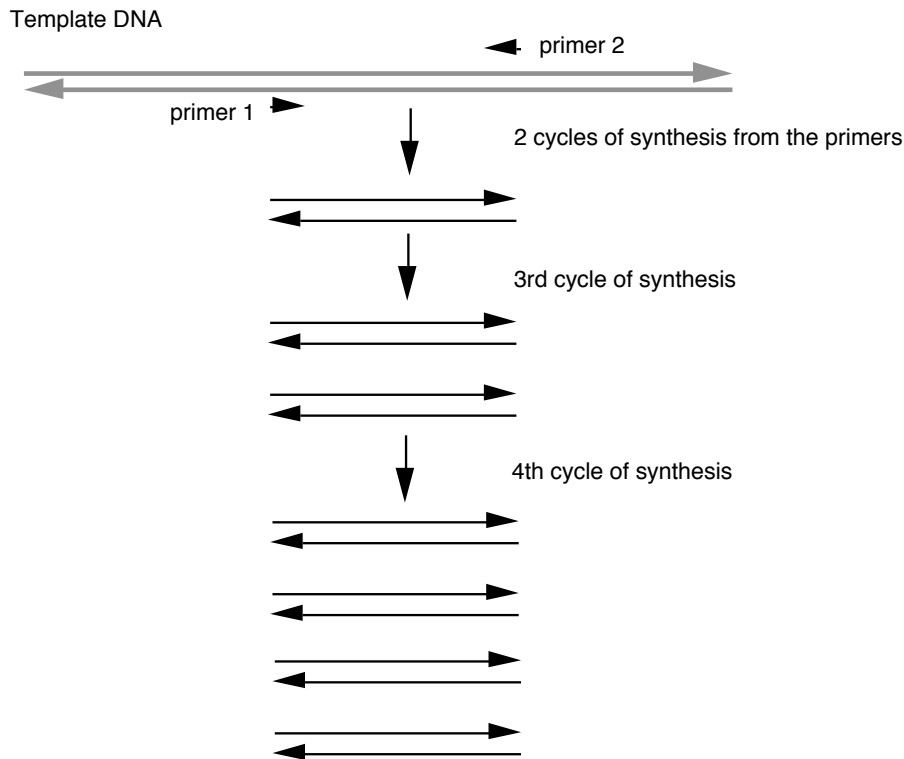 Template DNA
primer 2
primer 1
2 cycles of synthesis from the primers
3rd cycle of synthesis
4th cycle of synthesis